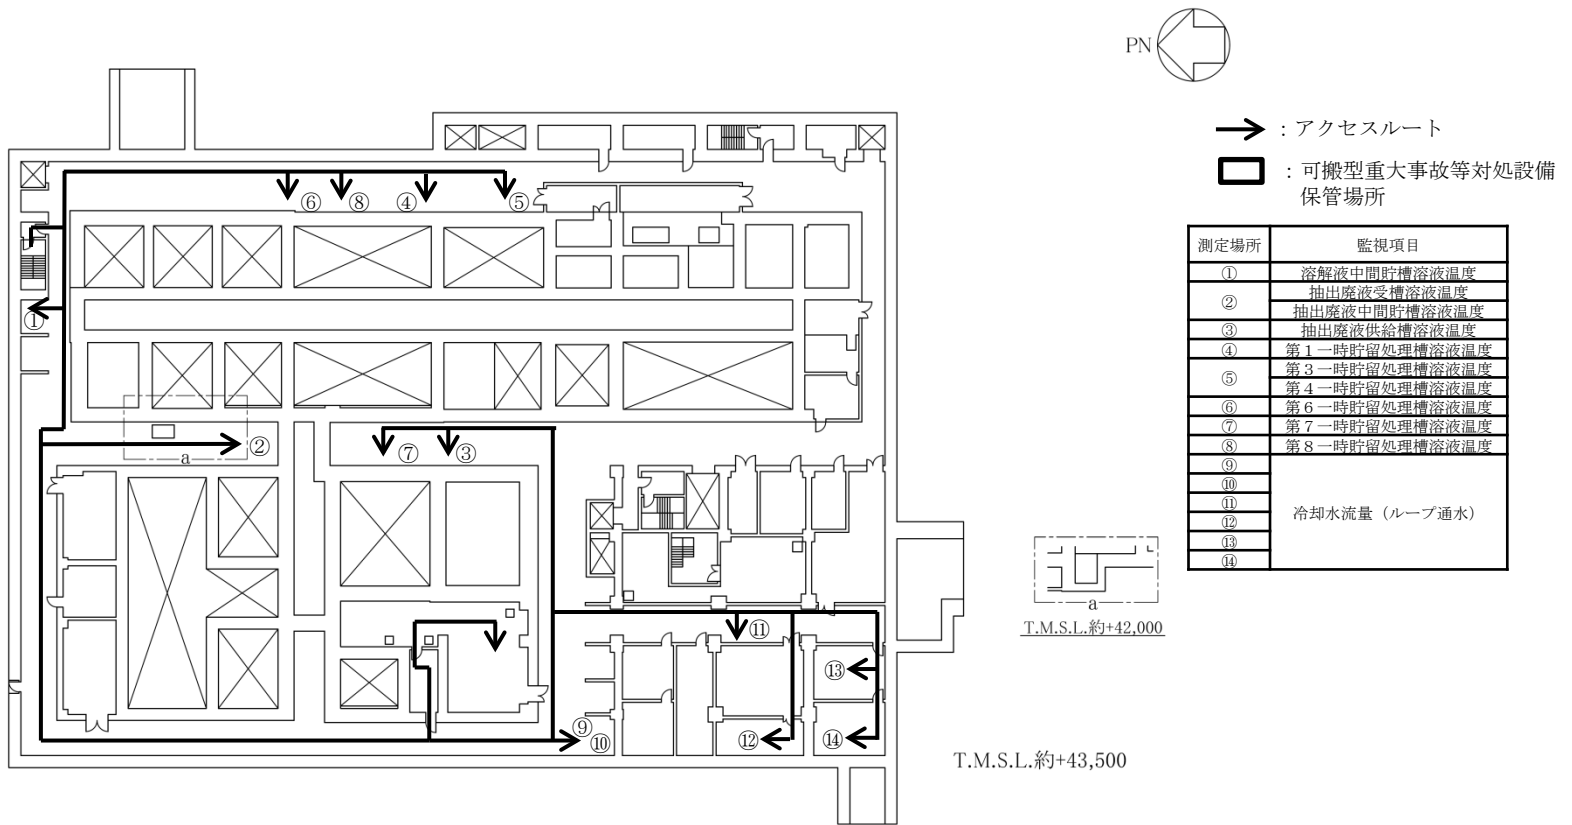 PN
: アクセスルート
: 可搬型重大事故等対処設備
保管場所
測定場所 監視項目
① 溶解液中間貯槽溶液温度
② 抽出廃液受槽溶液温度
抽出廃液中間貯槽溶液温度
③ 抽出廃液供給槽溶液温度
④ 第1一時貯留処理槽溶液温度
⑤ 第3一時貯留処理槽溶液温度
第4一時貯留処理槽溶液温度
⑥ 第6一時貯留処理槽溶液温度
⑦ 第7一時貯留処理槽溶液温度
⑧ 第8一時貯留処理槽溶液温度
⑨
⑩
⑪
⑫
⑬
⑭
冷却水流量（ループ通水）
⑥ ⑧ ④ ⑤
①
②
a
⑦ ③
⑪
⑬
⑨
⑩
⑫
⑭
a
T.M.S.L.約+42,000
T.M.S.L.約+43,500